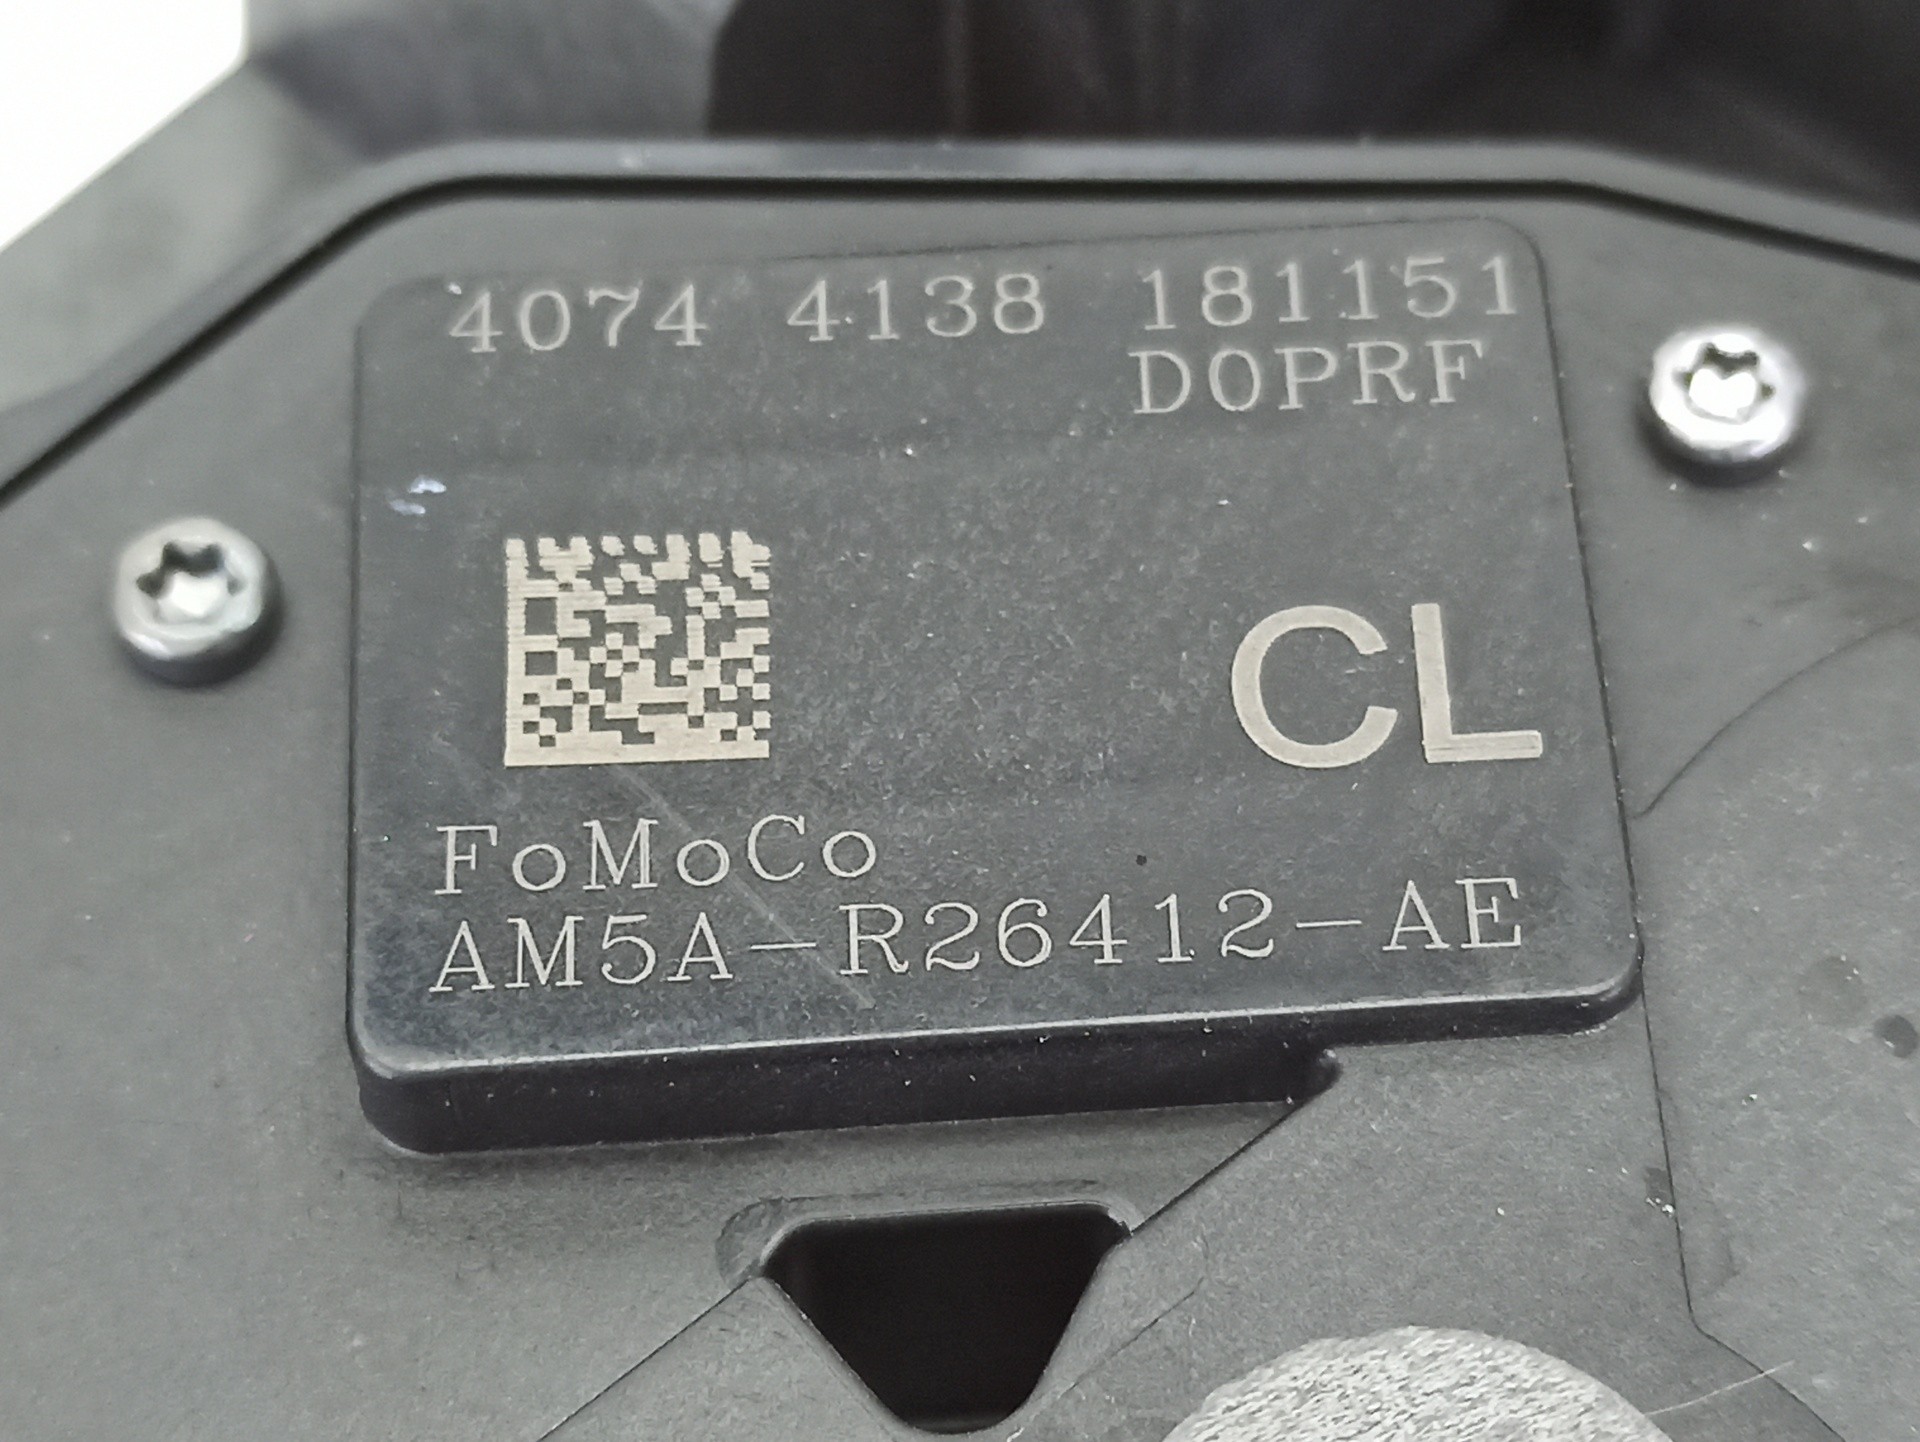 4074 4138 181151
D0PRF
CL
FoMoCo
AM5A-R26412-AE